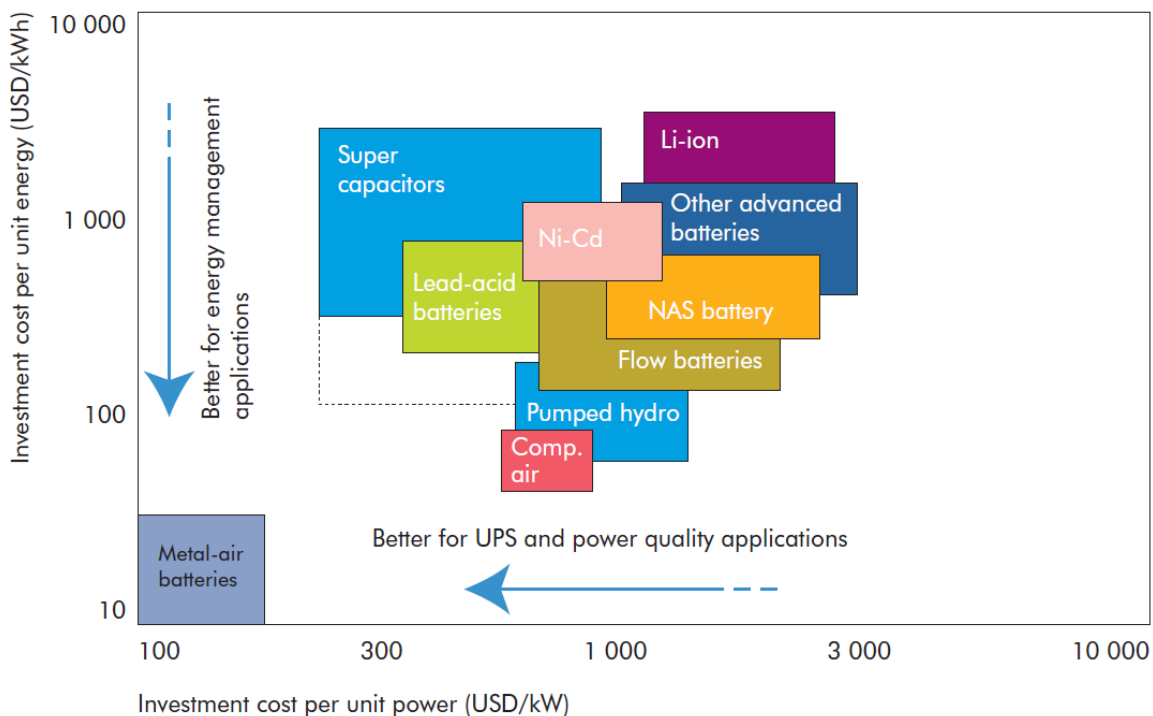 Investment cost per unit energy (USD/kWh)
10 000
1 000
100
10
Better for energy management
applications
Super
capacitors
Li-ion
Other advanced
batteries
Ni-Cd
Lead-acid
batteries
NAS battery
Flow batteries
Pumped hydro
Comp.
air
Metal-air
batteries
Better for UPS and power quality applications
100
300
1 000
3 000
10 000
Investment cost per unit power (USD/kW)